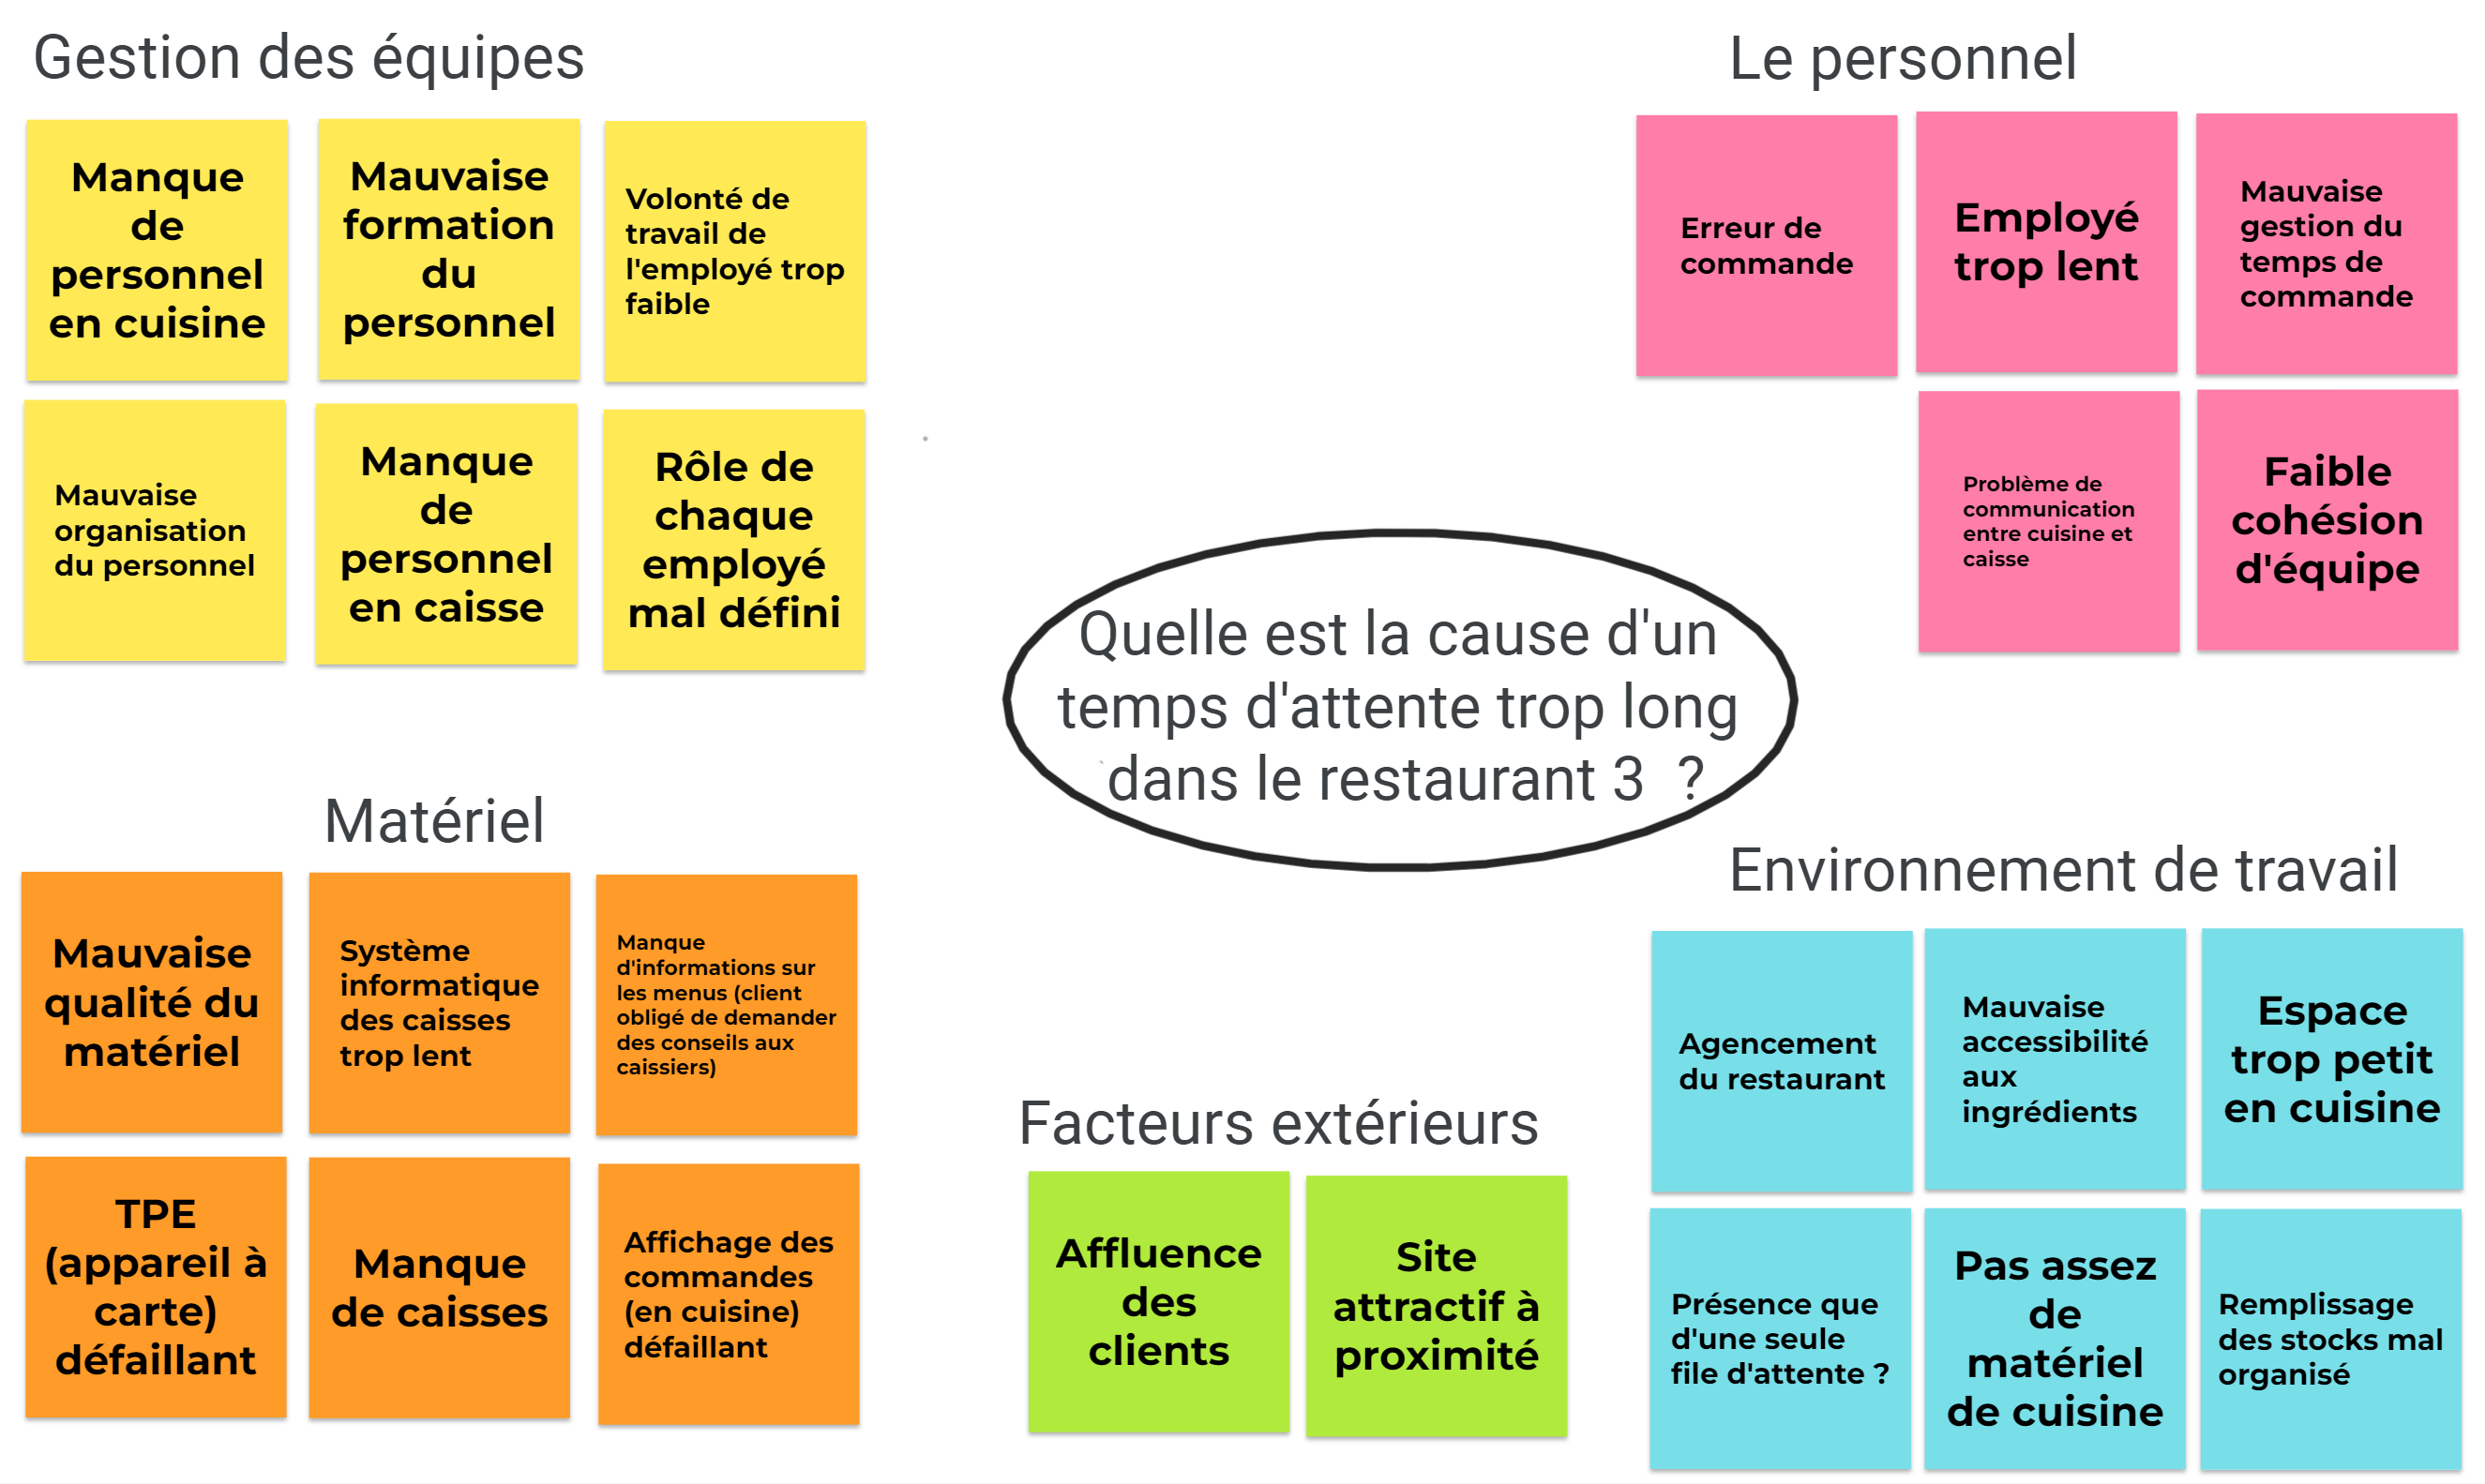 Gestion des équipes
Manque
de
personnel
en cuisine
Mauvaise
formation
du
personnel
Volonté de
travail de
l'employé trop
faible
Mauvaise
organisation
du personnel
Manque
de
personnel
en caisse
Rôle de
chaque
employé
mal défini
Le personnel
Erreur de
commande
Employé
trop lent
Mauvaise
gestion du
temps de
commande
Problème de
communication
entre cuisine et
caisse
Faible
cohésion
d'équipe
Quelle est la cause d'un
temps d'attente trop long
dans le restaurant 3 ?
Matériel
Mauvaise
qualité du
matériel
Système
informatique
des caisses
trop lent
Manque
d'informations sur
les menus (client
obligé de demander
des conseils aux
caissiers)
TPE
(appareil à
carte)
défaillant
Manque
de caisses
Affichage des
commandes
(en cuisine)
défaillant
Facteurs extérieurs
Affluence
des
clients
Site
attractif à
proximité
Environnement de travail
Agencement
du restaurant
Mauvaise
accessibilité
aux
ingrédients
Espace
trop petit
en cuisine
Présence que
d'une seule
file d'attente ?
Pas assez
de
matériel
de cuisine
Remplissage
des stocks mal
organisé